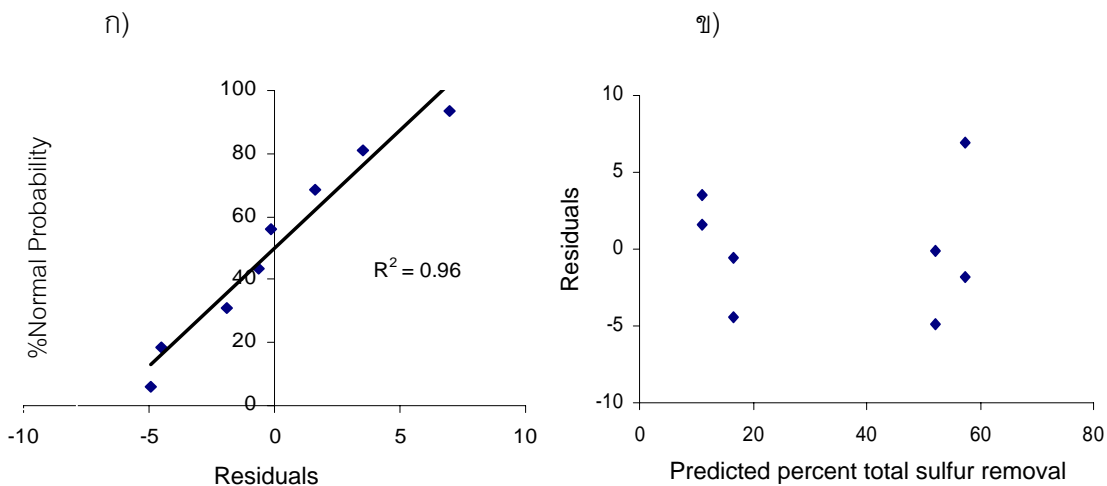 ก)
100
80
60
40
20
0
%Normal Probability
R² = 0.96
-10 -5 0 5 10
Residuals
ข)
10
5
0
-5
-10
Residuals
0 20 40 60 80
Predicted percent total sulfur removal